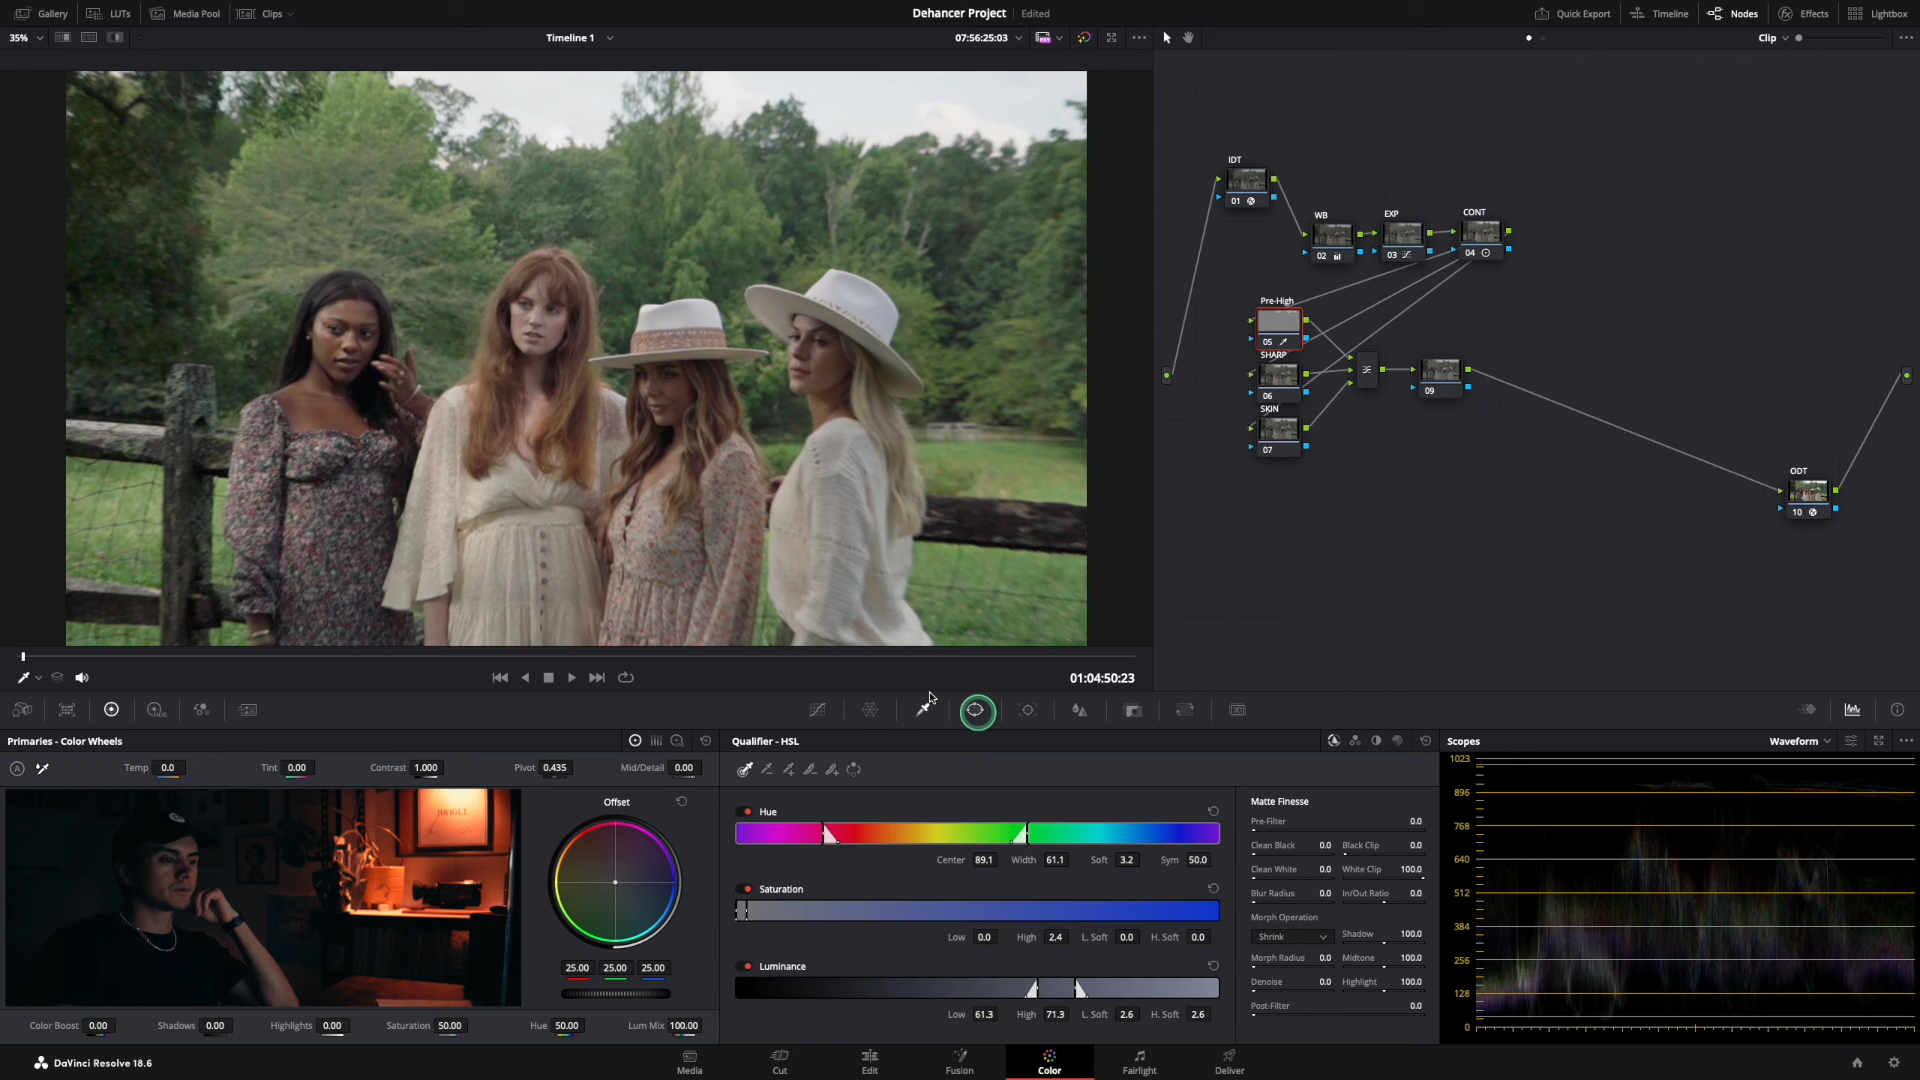 Gallery LUTs Media Pool Clips Dehancer Project Edited Quick Export Timeline Nodes Effects Lightbox
35% Timeline 1 07:56:25:03 Clip
IDT
01
WB EXP CONT
02 03 04
Pre-High
05
SHARP
06 09
SKIN
07
ODT
10
01:04:50:23
Primaries - Color Wheels Qualifier - HSL Scopes Waveform
A Temp 0.0 Tint 0.00 Contrast 1.000 Pivot 0.435 Mid/Detail 0.00
JUNGLE
Offset
25.00 25.00 25.00
Color Boost 0.00 Shadows 0.00 Highlights 0.00 Saturation 50.00 Hue 50.00 Lum Mix 100.00
Hue
Center 89.1 Width 61.1 Soft 3.2 Sym 50.0
Saturation
Low 0.0 High 2.4 L. Soft 0.0 H. Soft 0.0
Luminance
Low 61.3 High 71.3 L. Soft 2.6 H. Soft 2.6
Matte Finesse
Pre-Filter 0.0
Clean Black 0.0 Black Clip 0.0
Clean White 0.0 White Clip 100.0
Blur Radius 0.0 In/Out Ratio 0.0
Morph Operation
Shrink Shadow 100.0
Morph Radius 0.0 Midtone 100.0
Denoise 0.0 Highlight 100.0
Post-Filter 0.0
1023
896
768
640
512
384
256
128
0
DaVinci Resolve 18.6 Media Cut Edit Fusion Color Fairlight Deliver
HDR
3D